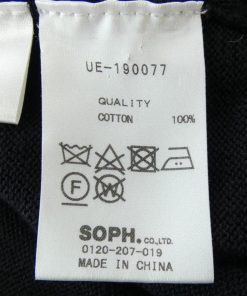 UE-190077
QUALITY
COTTON 100%
F W
SOPH.CO.,LTD.
0120-207-019
MADE IN CHINA